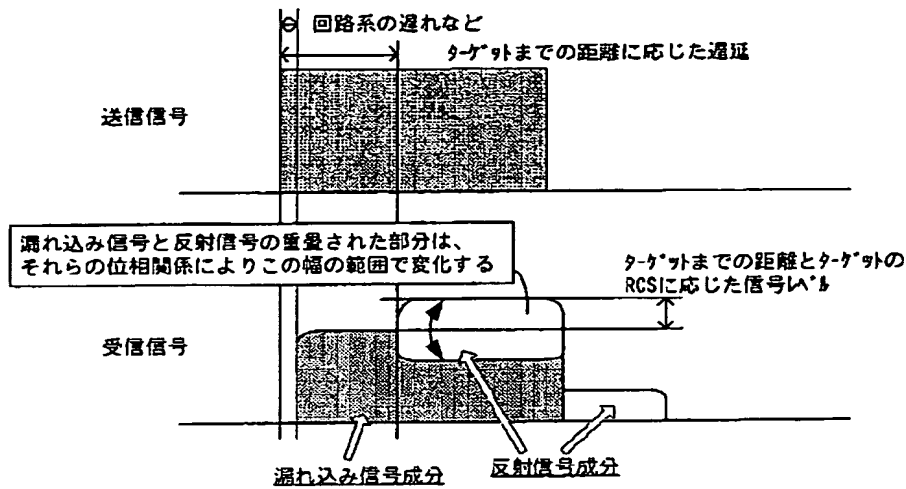 回路系の遅れなど
ﾀｰｹﾞｯﾄまでの距離に応じた遅延
送信信号
漏れ込み信号と反射信号の重畳された部分は、
それらの位相関係によりこの幅の範囲で変化する
ﾀｰｹﾞｯﾄまでの距離とﾀｰｹﾞｯﾄの
RCSに応じた信号ﾚﾍﾞﾙ
受信信号
漏れ込み信号成分
反射信号成分